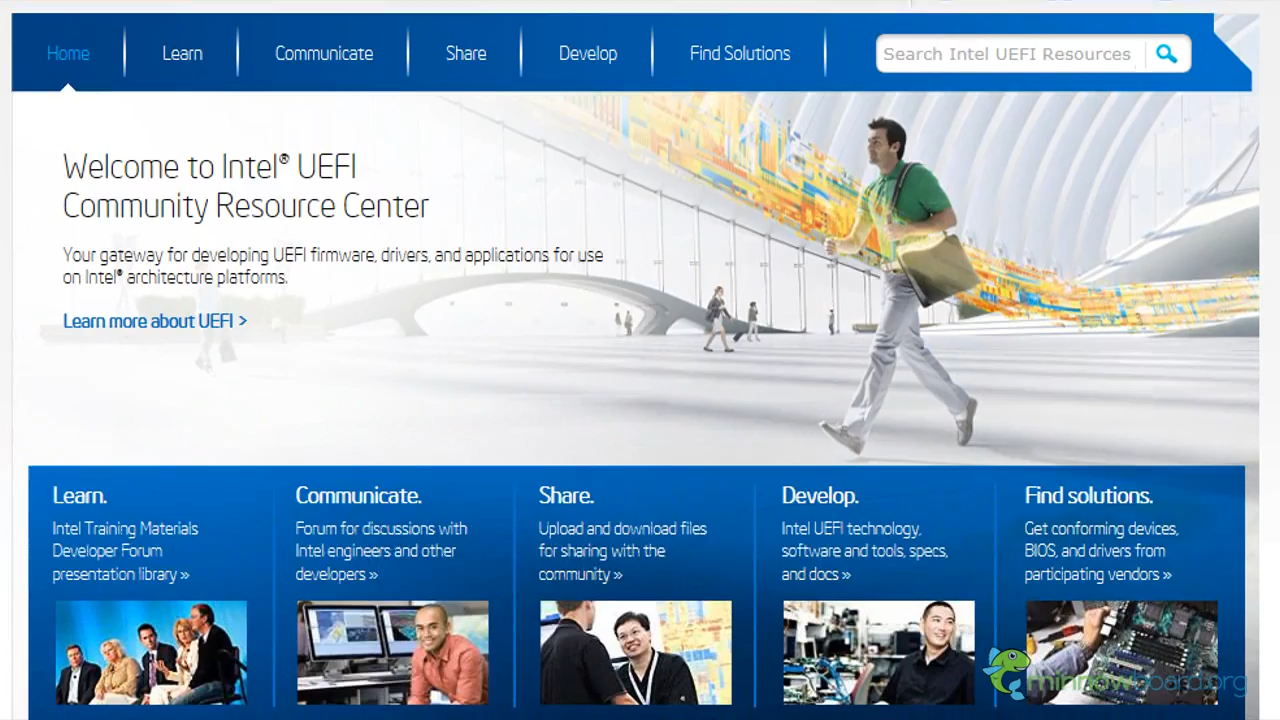 Home Learn Communicate Share Develop Find Solutions Search Intel UEFI Resources
Welcome to Intel® UEFI
Community Resource Center
Your gateway for developing UEFI firmware, drivers, and applications for use
on Intel® architecture platforms.
Learn more about UEFI >
Learn.
Intel Training Materials
Developer Forum
presentation library »
Communicate.
Forum for discussions with
Intel engineers and other
developers »
Share.
Upload and download files
for sharing with the
community »
Develop.
Intel UEFI technology,
software and tools, specs,
and docs »
Find solutions.
Get conforming devices,
BIOS, and drivers from
participating vendors »
minnowboard.org